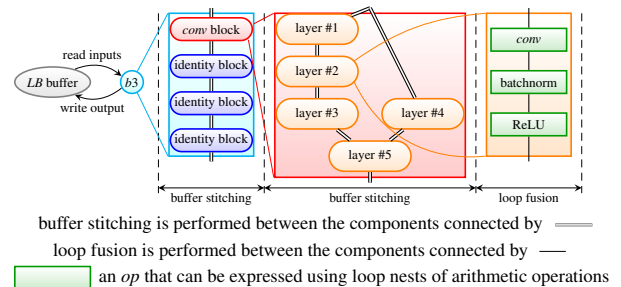 conv block
layer #1
conv
read inputs
identity block
layer #2
LB buffer
b3
batchnorm
write output
identity block
layer #3
layer #4
ReLU
identity block
layer #5
buffer stitching
buffer stitching
loop fusion
buffer stitching is performed between the components connected by
loop fusion is performed between the components connected by
an op that can be expressed using loop nests of arithmetic operations